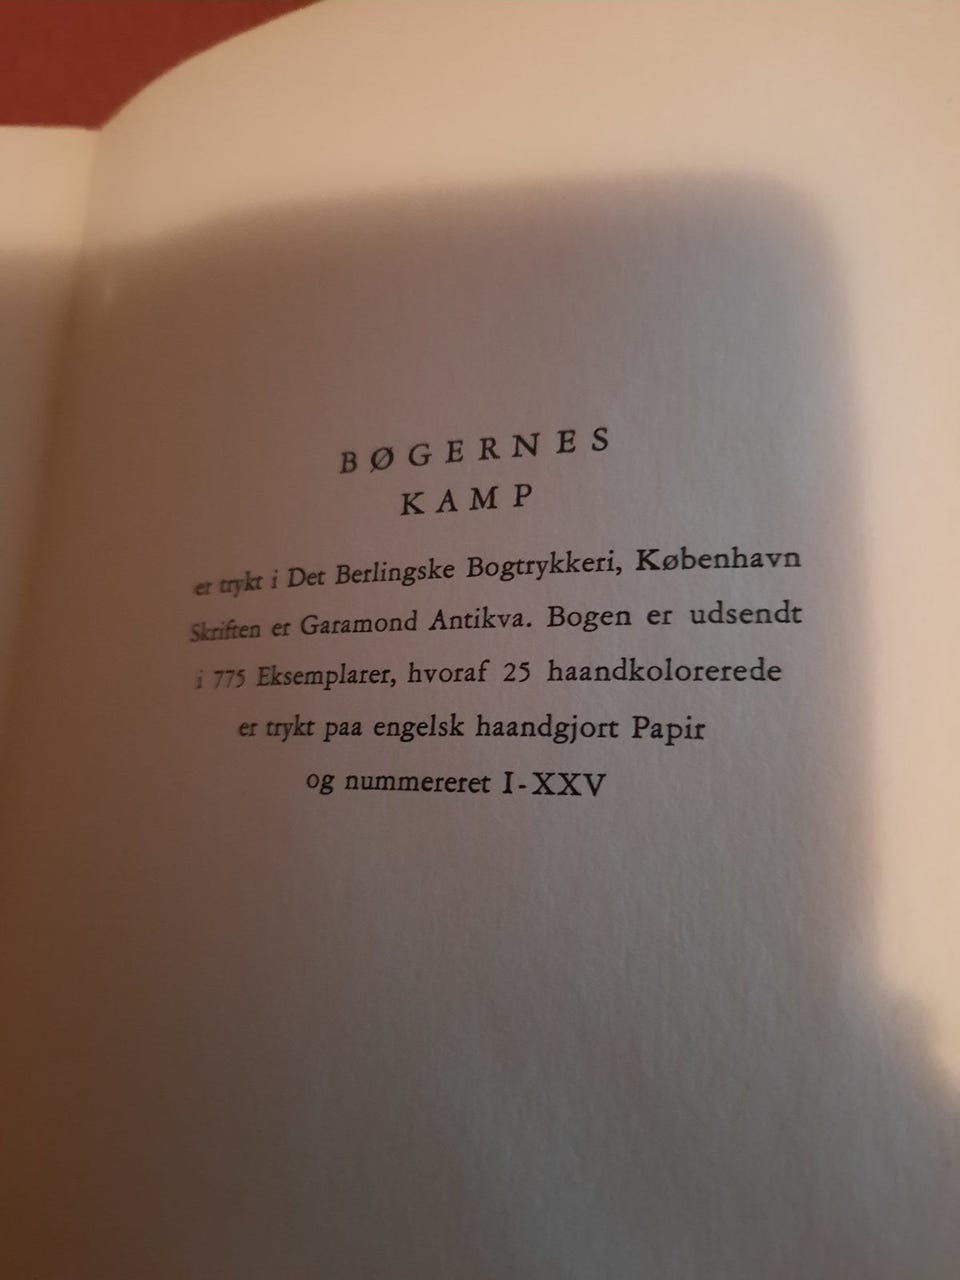 BØGERNES
KAMP
er trykt i Det Berlingske Bogtrykkeri, København
Skriften er Garamond Antikva. Bogen er udsendt
i 775 Eksemplarer, hvoraf 25 haandkolorerede
er trykt paa engelsk haandgjort Papir
og nummereret I-XXV